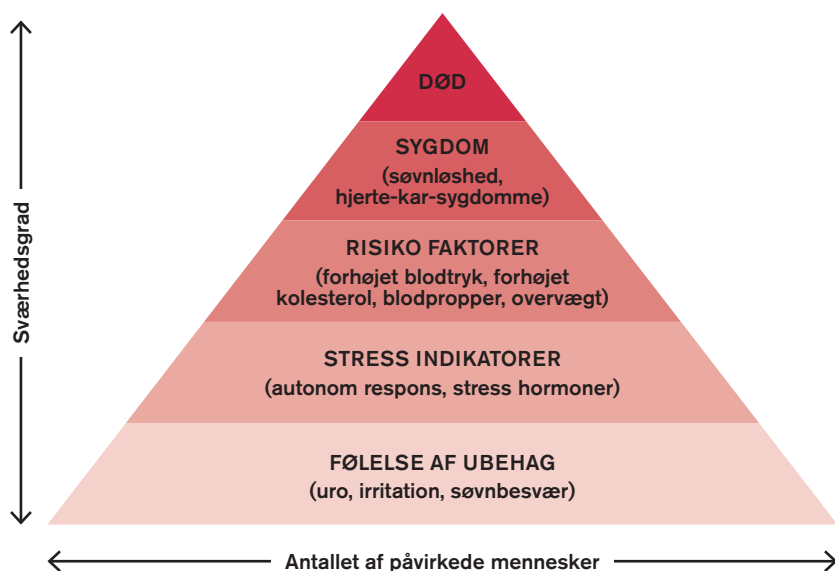 DØD
SYGDOM
(søvnløshed,
hjerte-kar-sygdomme)
RISIKO FAKTORER
(forhøjet blodtryk, forhøjet
kolesterol, blodpropper, overvægt)
STRESS INDIKATORER
(autonom respons, stress hormoner)
FØLELSE AF UBEHAG
(uro, irritation, søvnbesvær)
Sværhedsgrad
Antallet af påvirkede mennesker